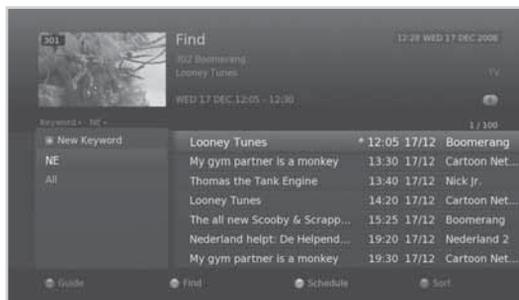 301
Find
12:28 WED 17 DEC 2008
302 Boomerang
Looney Tunes
TV
WED 17 DEC 12:05 - 12:30
Keyword - NE -
1 / 100
New Keyword
NE
All
Looney Tunes * 12:05 17/12 Boomerang
My gym partner is a monkey 13:30 17/12 Cartoon Net...
Thomas the Tank Engine 13:40 17/12 Nick Jr.
Looney Tunes 14:20 17/12 Cartoon Net...
The all new Scooby & Scrapp... 15:25 17/12 Boomerang
Nederland helpt: De Helpend... 19:20 17/12 Nederland 2
My gym partner is a monkey 19:30 17/12 Cartoon Net...
Guide Find Schedule Sort